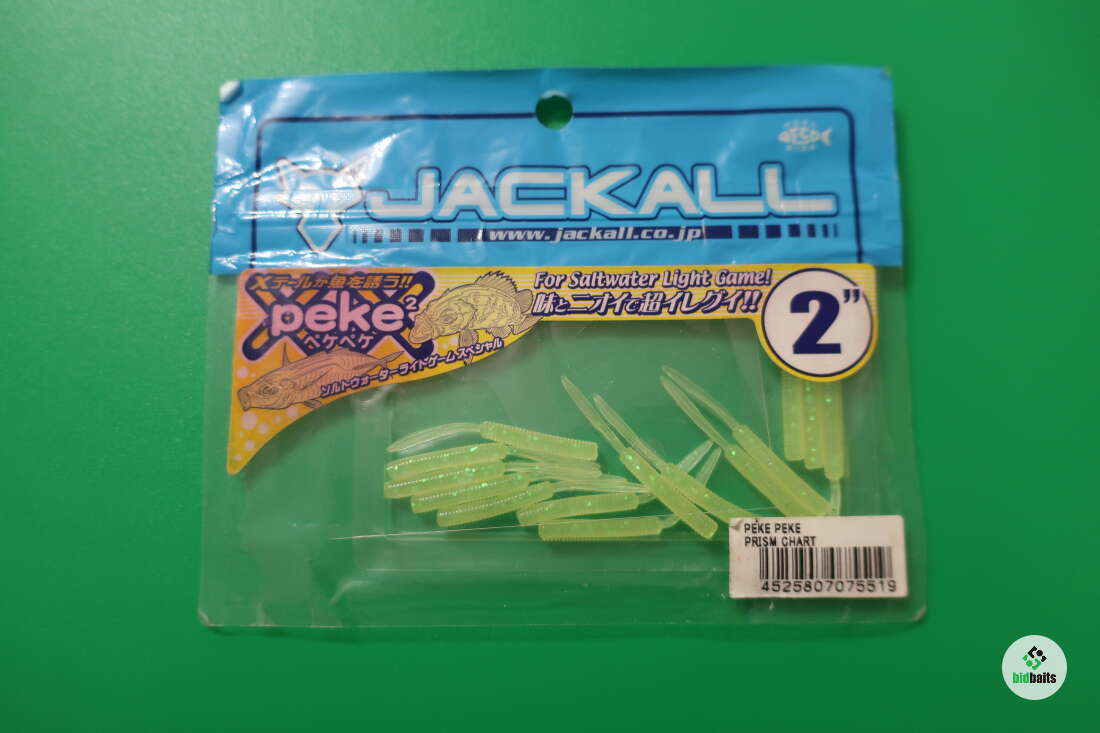 JACKALL
www.jackall.co.jp
Xテールが魚を誘う!!
peke²
ペケペケ
ソルトウォーターライトゲームスペシャル
For Saltwater Light Game!
味とニオイで超イレグイ!!
2"
PEKE PEKE
PRISM CHART
4525807075519
bidbaits